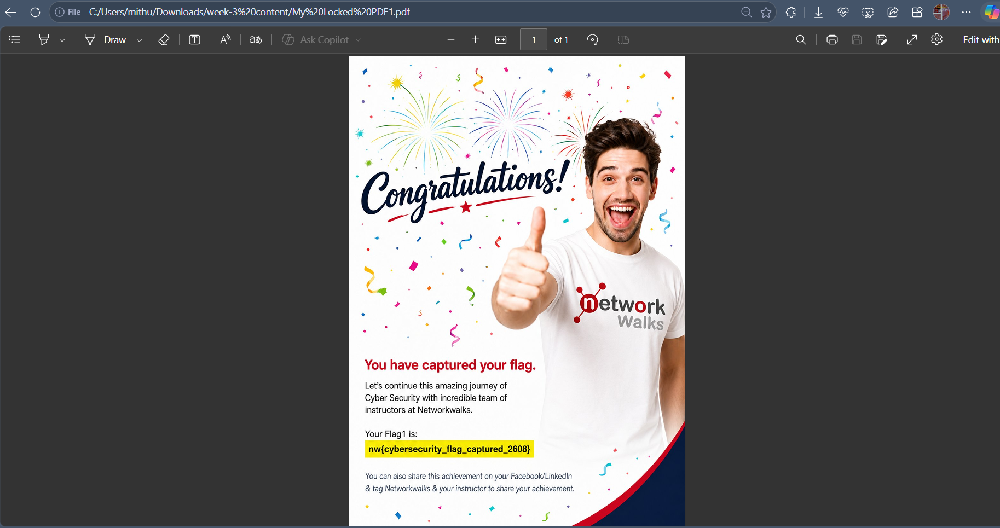 File C:/Users/mithu/Downloads/week-3%20content/My%20Locked%20PDF1.pdf
Draw aあ Ask Copilot 1 of 1 Edit with
Congratulations!
network
Walks
You have captured your flag.
Let's continue this amazing journey of
Cyber Security with incredible team of
instructors at Networkwalks.
Your Flag1 is:
nw{cybersecurity_flag_captured_2608}
You can also share this achievement on your Facebook/LinkedIn
& tag Networkwalks & your instructor to share your achievement.